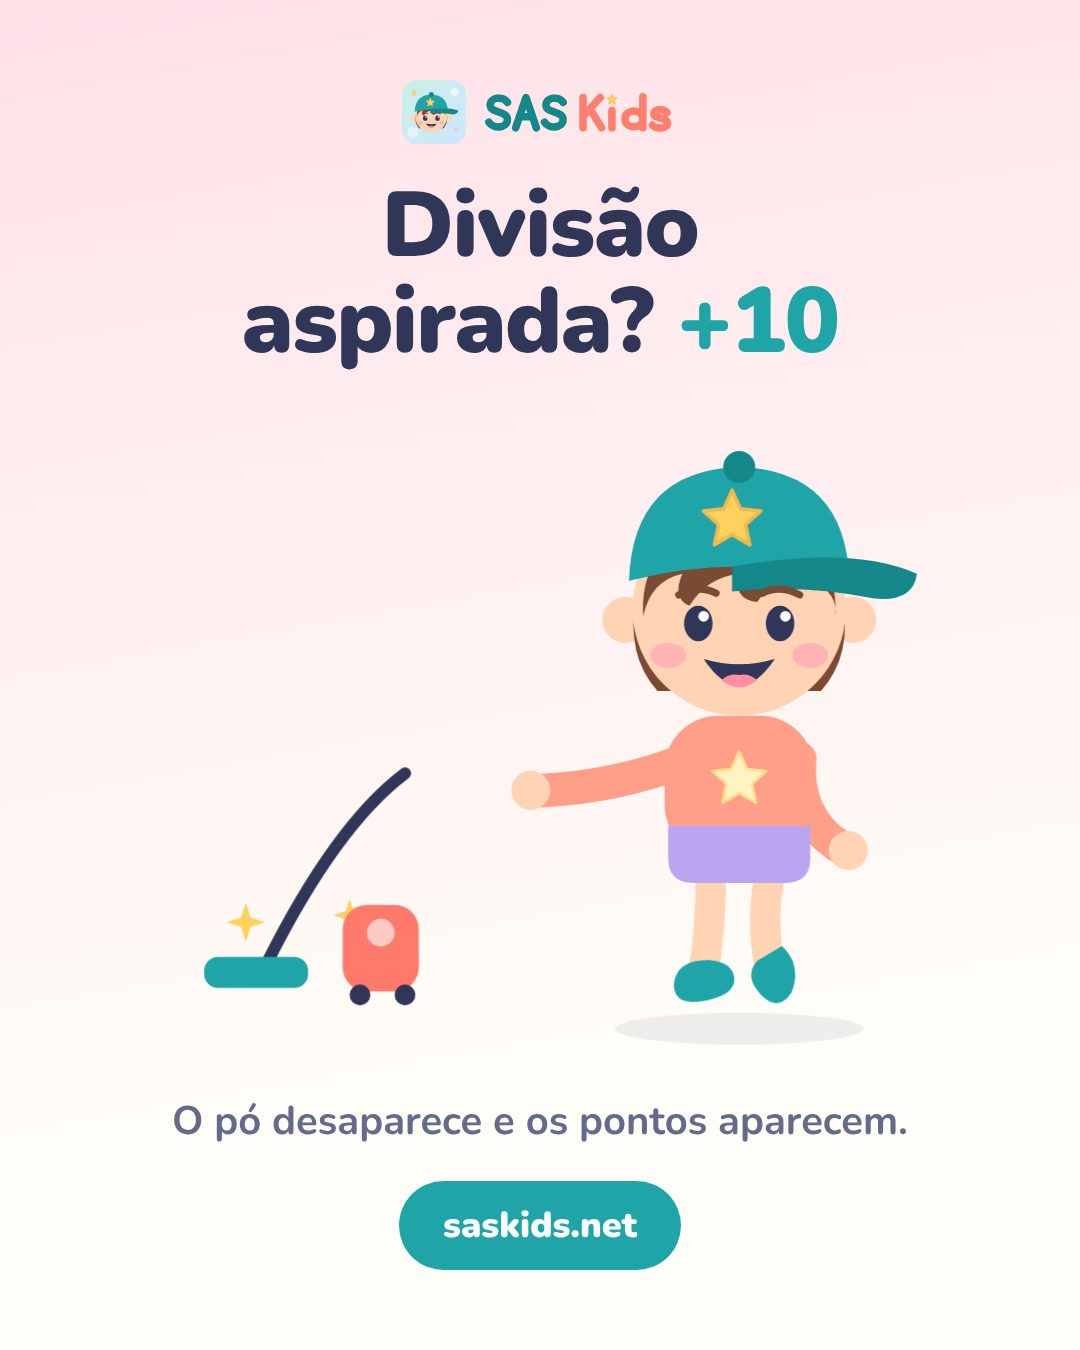 SAS Kids
Divisão
aspirada? +10
O pó desaparece e os pontos aparecem.
saskids.net